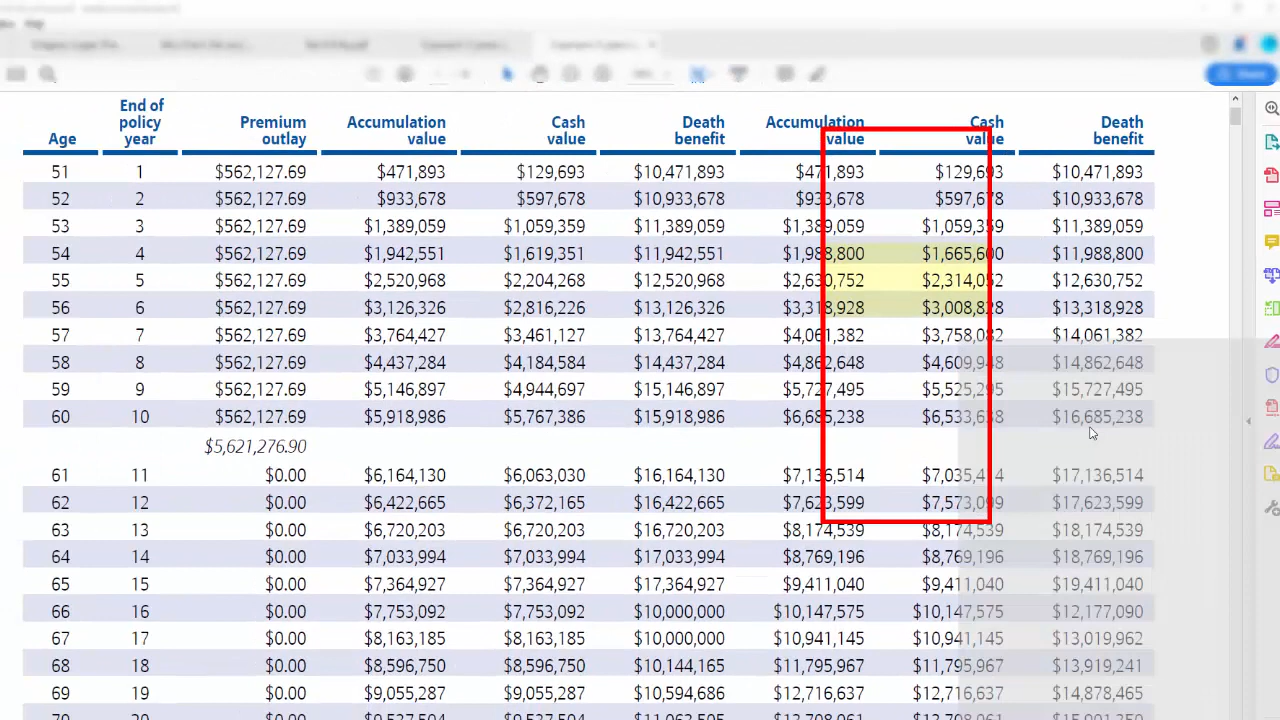 End of
policy
year
Premium
outlay
Accumulation
value
Cash
value
Death
benefit
Accumulation
value
Cash
value
Death
benefit
Age
51 1 $562,127.69 $471,893 $129,693 $10,471,893 $471,893 $129,693 $10,471,893
52 2 $562,127.69 $933,678 $597,678 $10,933,678 $933,678 $597,678 $10,933,678
53 3 $562,127.69 $1,389,059 $1,059,359 $11,389,059 $1,389,059 $1,059,359 $11,389,059
54 4 $562,127.69 $1,942,551 $1,619,351 $11,942,551 $1,988,800 $1,665,600 $11,988,800
55 5 $562,127.69 $2,520,968 $2,204,268 $12,520,968 $2,630,752 $2,314,052 $12,630,752
56 6 $562,127.69 $3,126,326 $2,816,226 $13,126,326 $3,318,928 $3,008,828 $13,318,928
57 7 $562,127.69 $3,764,427 $3,461,127 $13,764,427 $4,061,382 $3,758,082 $14,061,382
58 8 $562,127.69 $4,437,284 $4,184,584 $14,437,284 $4,862,648 $4,609,948 $14,862,648
59 9 $562,127.69 $5,146,897 $4,944,697 $15,146,897 $5,727,495 $5,525,295 $15,727,495
60 10 $562,127.69 $5,918,986 $5,767,386 $15,918,986 $6,685,238 $6,533,638 $16,685,238
$5,621,276.90
61 11 $0.00 $6,164,130 $6,063,030 $16,164,130 $7,136,514 $7,035,414 $17,136,514
62 12 $0.00 $6,422,665 $6,372,165 $16,422,665 $7,623,599 $7,573,099 $17,623,599
63 13 $0.00 $6,720,203 $6,720,203 $16,720,203 $8,174,539 $8,174,539 $18,174,539
64 14 $0.00 $7,033,994 $7,033,994 $17,033,994 $8,769,196 $8,769,196 $18,769,196
65 15 $0.00 $7,364,927 $7,364,927 $17,364,927 $9,411,040 $9,411,040 $19,411,040
66 16 $0.00 $7,753,092 $7,753,092 $10,000,000 $10,147,575 $10,147,575 $12,177,090
67 17 $0.00 $8,163,185 $8,163,185 $10,000,000 $10,941,145 $10,941,145 $13,019,962
68 18 $0.00 $8,596,750 $8,596,750 $10,144,165 $11,795,967 $11,795,967 $13,919,241
69 19 $0.00 $9,055,287 $9,055,287 $10,594,686 $12,716,637 $12,716,637 $14,878,465